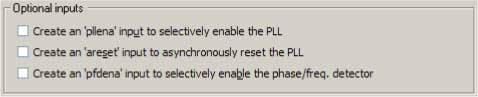 Optional inputs
Create an 'pllena' input to selectively enable the PLL
Create an 'areset' input to asynchronously reset the PLL
Create an 'pfdena' input to selectively enable the phase/freq. detector